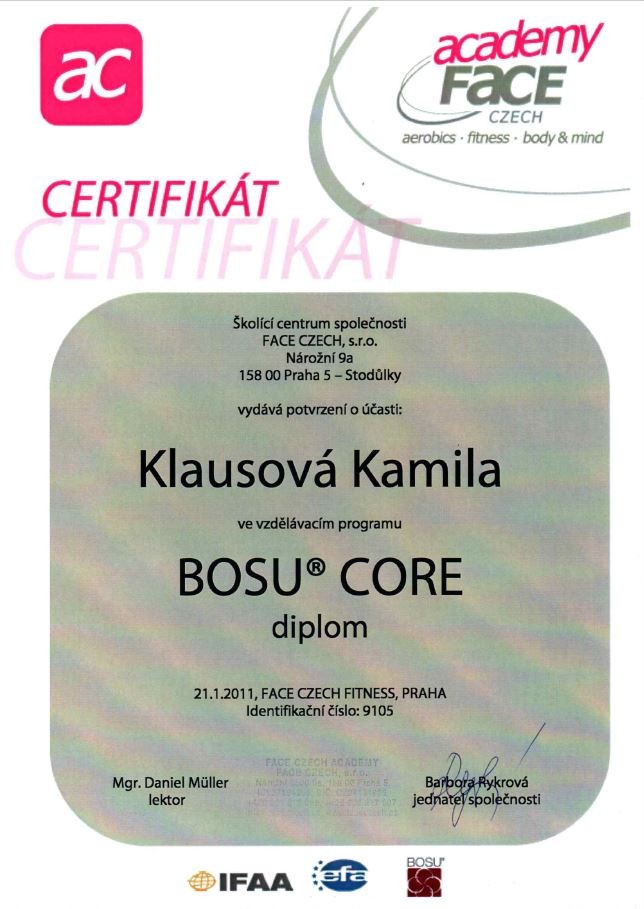 ac
academy
FACE
CZECH
aerobics · fitness · body & mind
CERTIFIKÁT
CERTIFIKÁT
Školící centrum společnosti
FACE CZECH, s.r.o.
Nárožní 9a
158 00 Praha 5 – Stodůlky
vydává potvrzení o účasti:
Klausová Kamila
ve vzdělávacím programu
BOSU® CORE
diplom
21.1.2011, FACE CZECH FITNESS, PRAHA
Identifikační číslo: 9105
FACE CZECH ACADEMY
FACE CZECH, s.r.o.
Mgr. Daniel Müller
lektor
Barbora Rykrová
jednatel společnosti
IFAA
efa
BOSU®